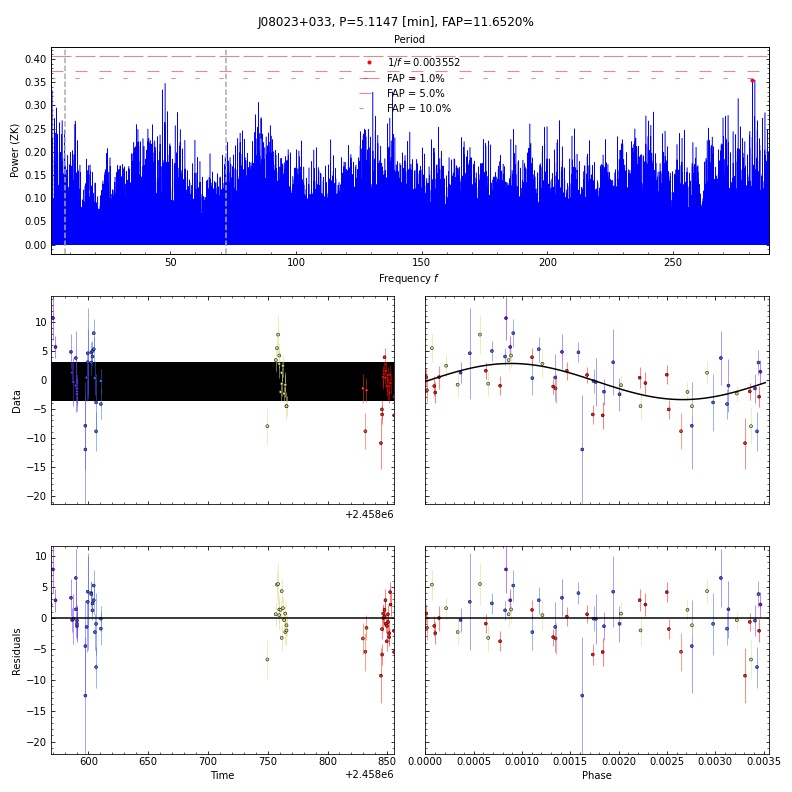 J08023+033, P=5.1147 [min], FAP=11.6520%
Period
Power (ZK)
0.40
0.35
0.30
0.25
0.20
0.15
0.10
0.05
0.00
1/f = 0.003552
FAP = 1.0%
FAP = 5.0%
FAP = 10.0%
50 100 150 200 250
Frequency f
Data
10
5
0
−5
−10
−15
−20
+2.458e6
Residuals
10
5
0
−5
−10
−15
−20
600 650 700 750 800 850
Time
+2.458e6
0.0000 0.0005 0.0010 0.0015 0.0020 0.0025 0.0030 0.0035
Phase